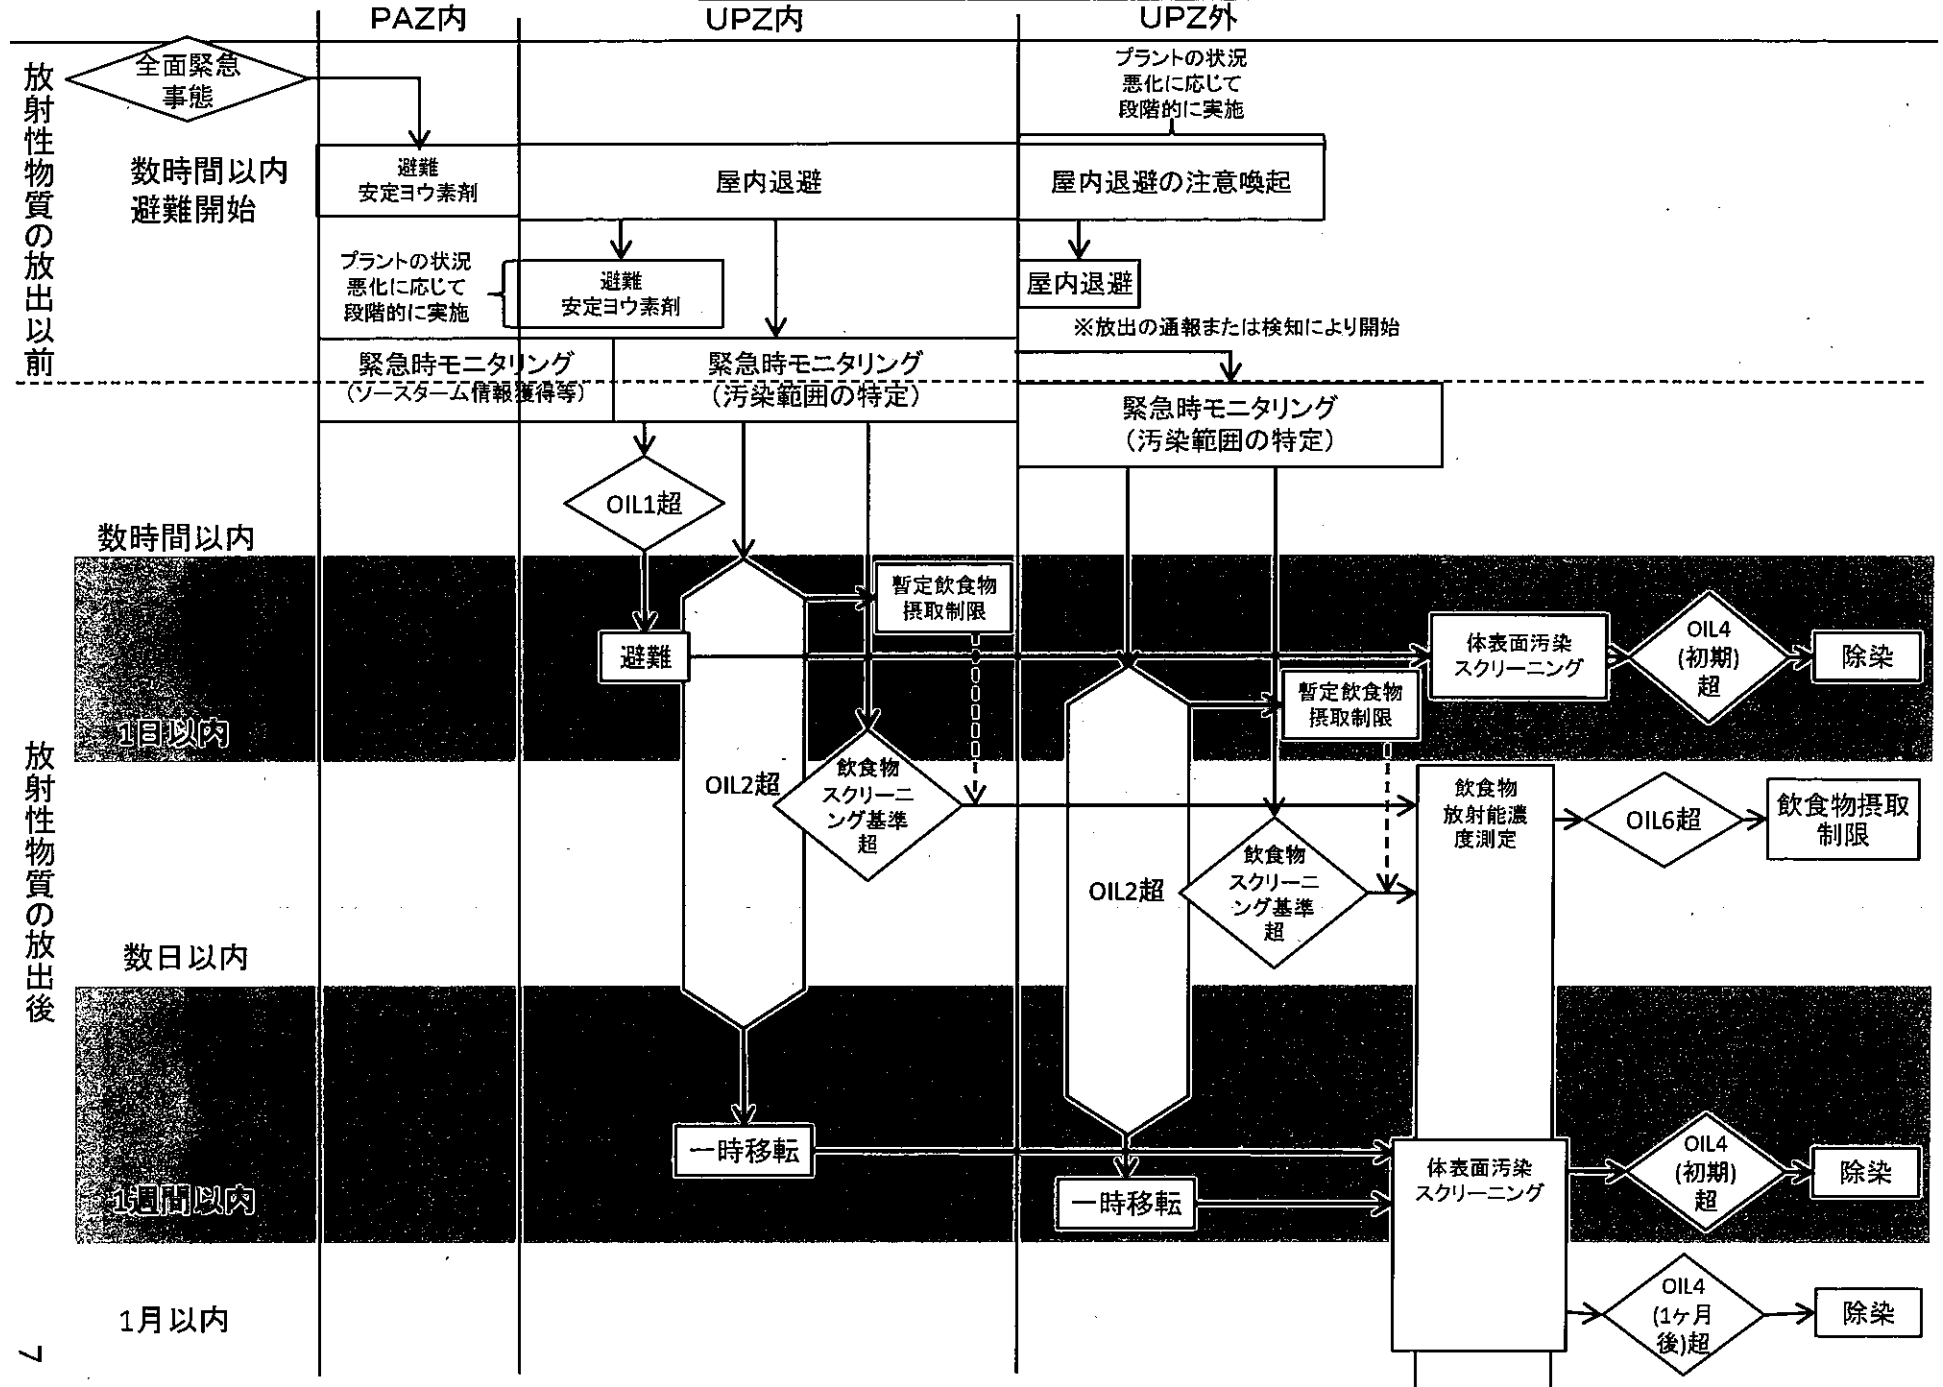 PAZ内
UPZ内
UPZ外
放射性物質の放出以前
全面緊急
事態
数時間以内
避難開始
避難
安定ヨウ素剤
屋内退避
プラントの状況
悪化に応じて
段階的に実施
屋内退避の注意喚起
プラントの状況
悪化に応じて
段階的に実施
避難
安定ヨウ素剤
屋内退避
※放出の通報または検知により開始
緊急時モニタリング
(ソースターム情報獲得等)
緊急時モニタリング
(汚染範囲の特定)
緊急時モニタリング
(汚染範囲の特定)
放射性物質の放出後
OIL1超
数時間以内
暫定飲食物
摂取制限
避難
体表面汚染
スクリーニング
OIL4
(初期)
超
除染
暫定飲食物
摂取制限
1日以内
OIL2超
飲食物
スクリーニ
ング基準
超
飲食物
放射能濃
度測定
OIL6超
飲食物摂取
制限
OIL2超
飲食物
スクリーニ
ング基準
超
数日以内
一時移転
体表面汚染
スクリーニング
OIL4
(初期)
超
除染
1週間以内
一時移転
1月以内
OIL4
(1ケ月
後)超
除染
7